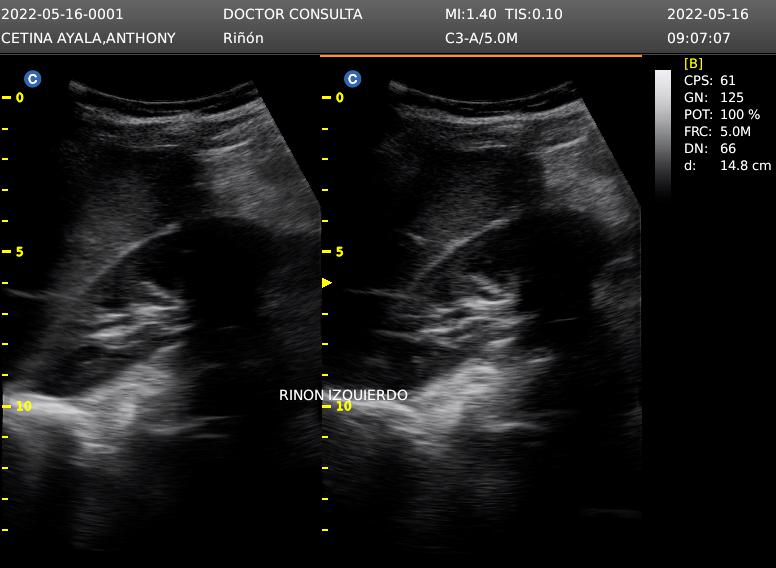 2022-05-16-0001 DOCTOR CONSULTA MI:1.40 TIS:0.10 2022-05-16
CETINA AYALA,ANTHONY Riñón C3-A/5.0M 09:07:07
[B]
CPS: 61
GN: 125
POT: 100 %
FRC: 5.0M
DN: 66
d: 14.8 cm
C C
0 0
5 5
RINON IZQUIERDO
10 10